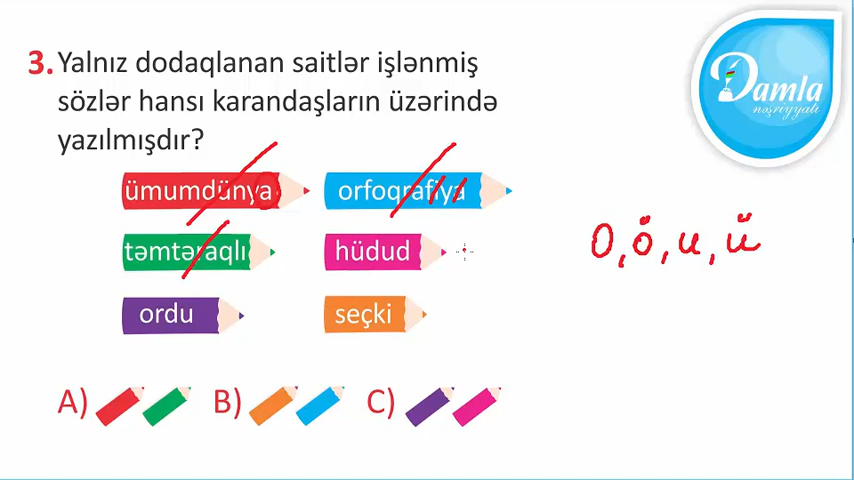 3. Yalnız dodaqlanan saitlər işlənmiş
sözlər hansı karandaşların üzərində
yazılmışdır?
Damla
nəşriyyatı
ümumdünya orfoqrafiya
təmtəraqlı hüdud
o, ö, u, ü
ordu seçki
A) B) C)